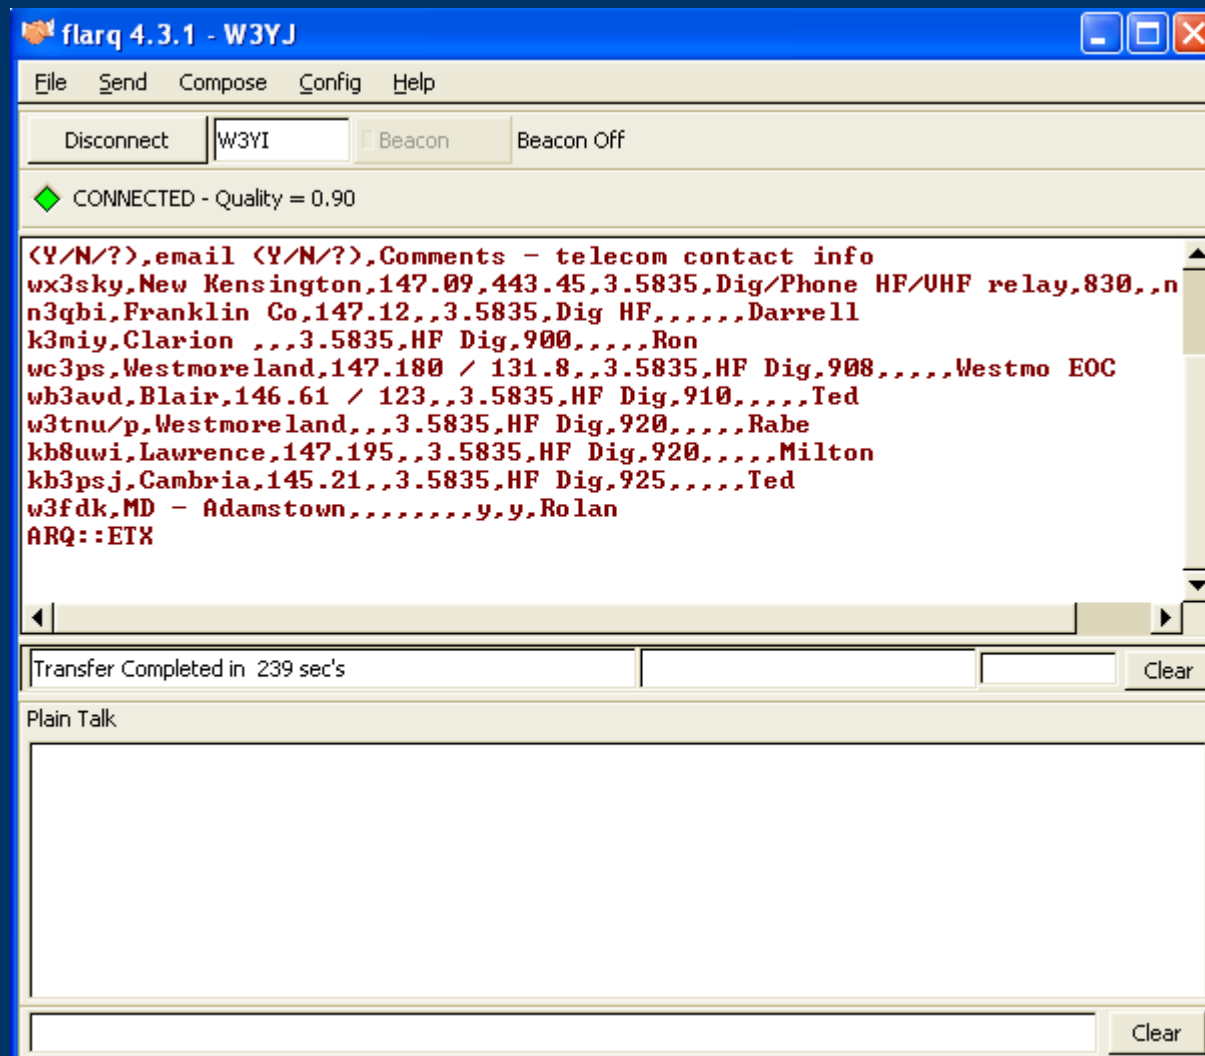 flarq 4.3.1 - W3YJ
File Send Compose Config Help
Disconnect W3YI Beacon Beacon Off
CONNECTED - Quality = 0.90
(Y/N/?),email (Y/N/?),Comments - telecom contact info
wx3sky,New Kensington,147.09,443.45,3.5835,Dig/Phone HF/VHF relay,830,,n
n3qbi,Franklin Co,147.12,,3.5835,Dig HF,,,,,,Darrell
k3miy,Clarion ,,,3.5835,HF Dig,900,,,,,Ron
wc3ps,Westmoreland,147.180 / 131.8,,3.5835,HF Dig,908,,,,,Westmo EOC
wb3avd,Blair,146.61 / 123,,3.5835,HF Dig,910,,,,,Ted
w3tnu/p,Westmoreland,,,3.5835,HF Dig,920,,,,,Rabe
kb8uwi,Lawrence,147.195,,3.5835,HF Dig,920,,,,,Milton
kb3psj,Cambria,145.21,,3.5835,HF Dig,925,,,,,Ted
w3fdk,MD - Adamstown,,,,,,,,y,y,Rolan
ARQ::ETX
Transfer Completed in 239 sec's Clear
Plain Talk
Clear